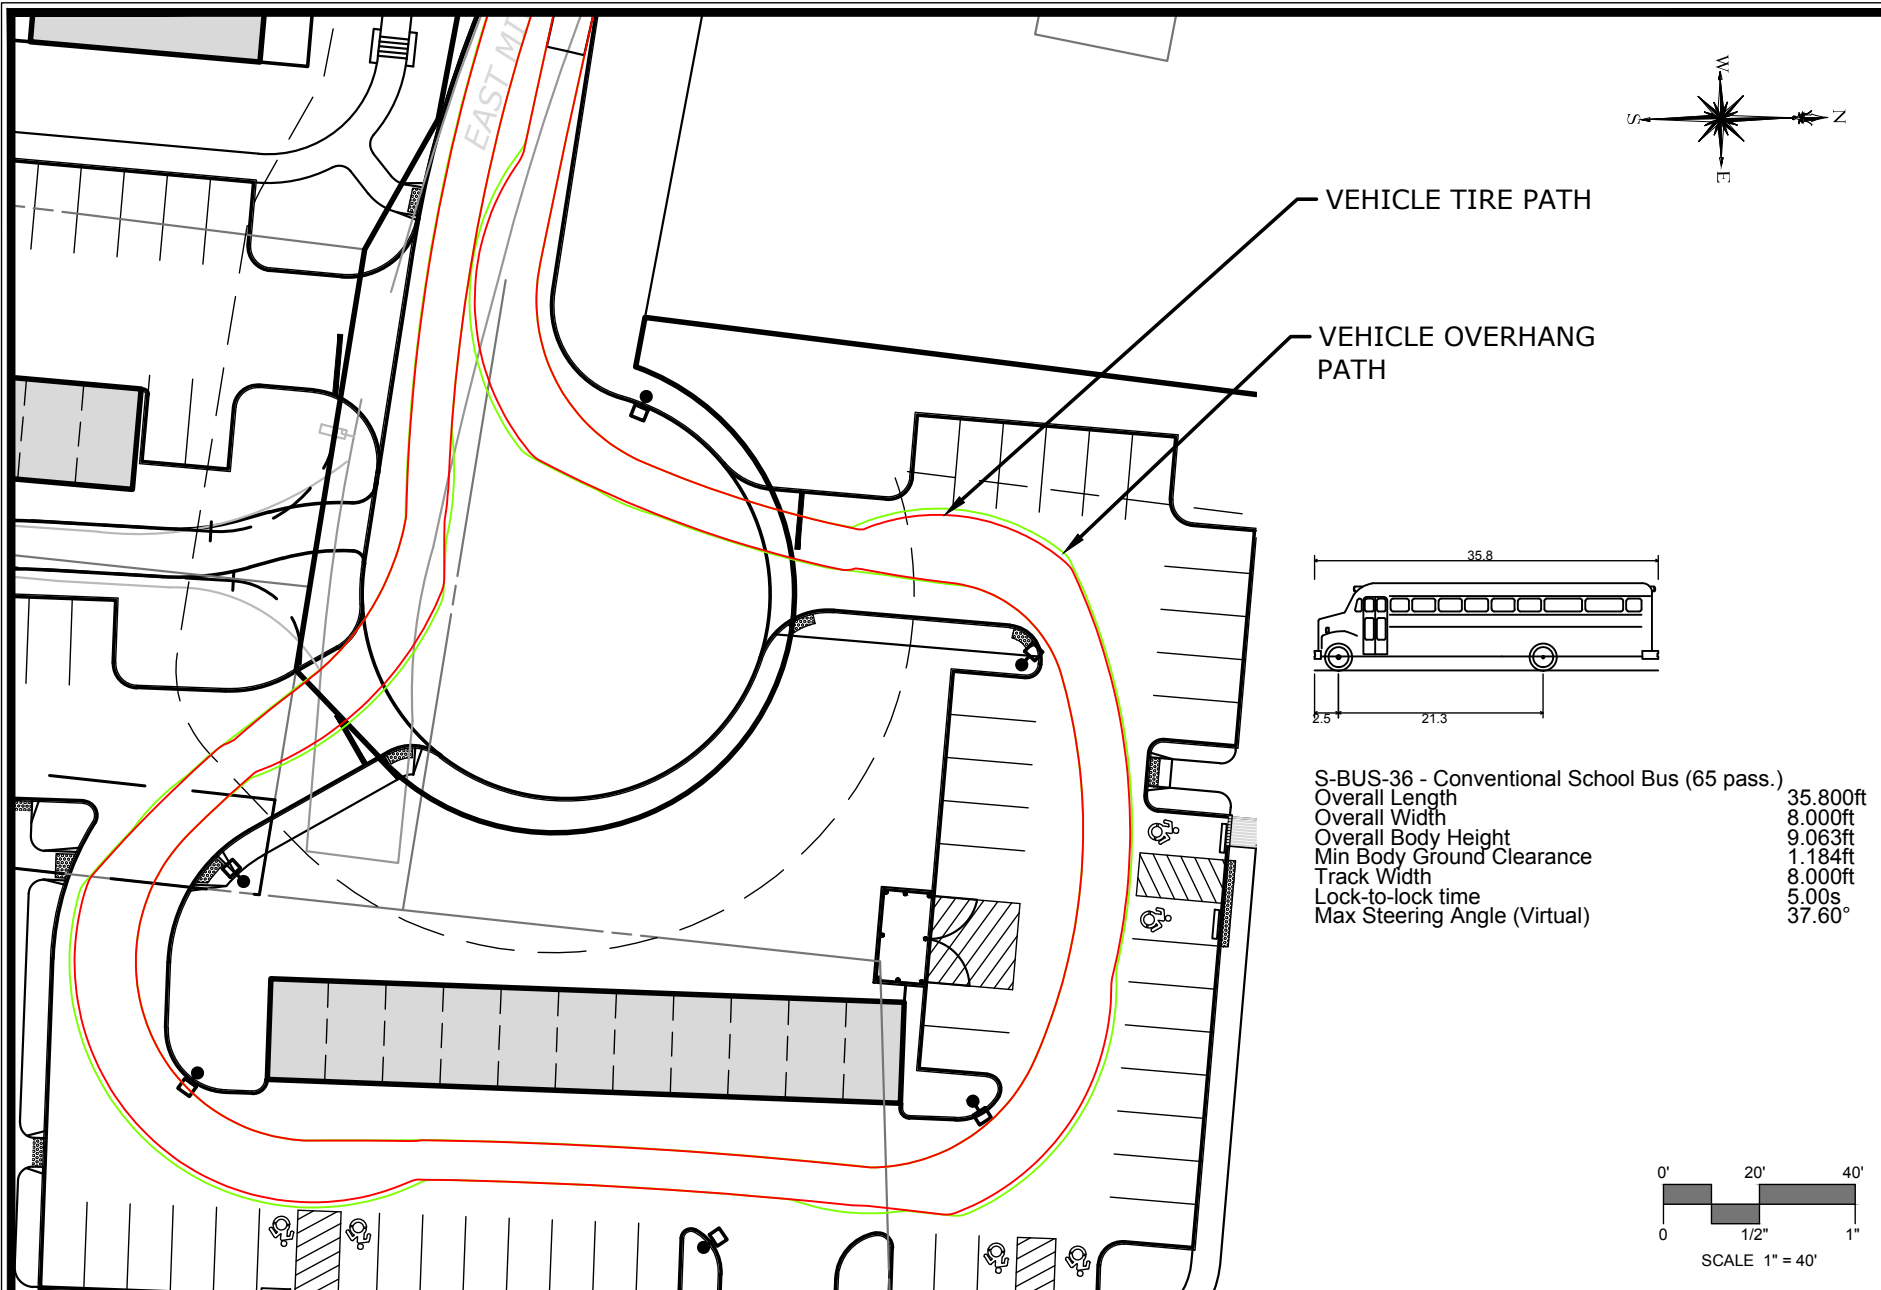 EAST MT
W
S
N
E
VEHICLE TIRE PATH
VEHICLE OVERHANG
PATH
35.8
2.5
21.3
S-BUS-36 - Conventional School Bus (65 pass.)
Overall Length 35.800ft
Overall Width 8.000ft
Overall Body Height 9.063ft
Min Body Ground Clearance 1.184ft
Track Width 8.000ft
Lock-to-lock time 5.00s
Max Steering Angle (Virtual) 37.60°
0' 20' 40'
0 1/2" 1"
SCALE 1" = 40'